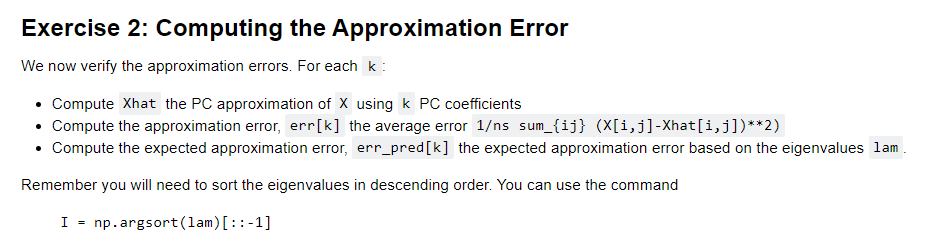 Exercise 2: Computing the Approximation Error
We now verify the approximation errors. For each k:
• Compute Xhat the PC approximation of X using k PC coefficients
• Compute the approximation error, err[k] the average error 1/ns sum_{ij} (X[i,j]-Xhat[i,j])**2)
• Compute the expected approximation error, err_pred[k] the expected approximation error based on the eigenvalues lam.
Remember you will need to sort the eigenvalues in descending order. You can use the command
I = np.argsort(lam)[::-1]